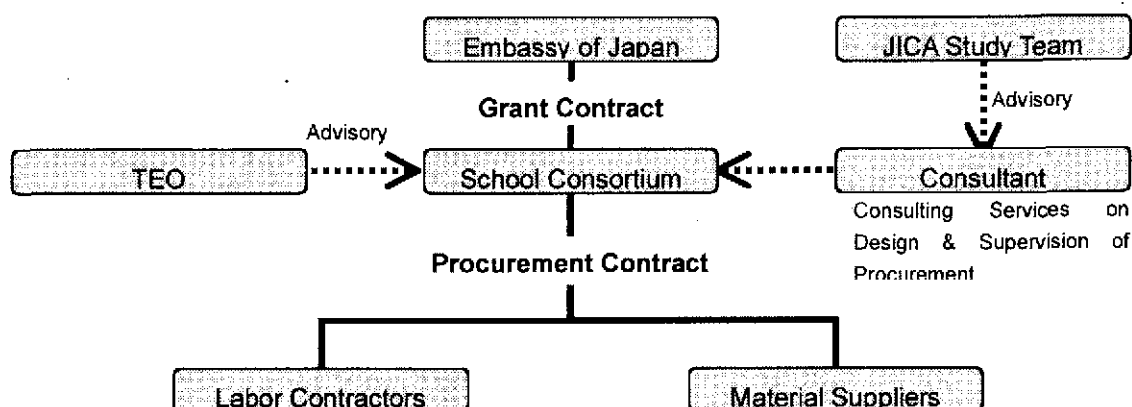 Embassy of Japan
JICA Study Team
Grant Contract
Advisory
Advisory
TEO
School Consortium
Consultant
Consulting Services on
Design & Supervision of
Procurement
Procurement Contract
Labor Contractors
Material Suppliers